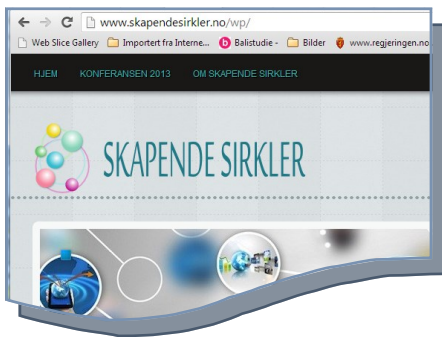 www.skapendesirkler.no/wp/
Web Slice Gallery Importert fra Interne... Balistudie - Bilder www.regjeringen.no
HJEM KONFERANSEN 2013 OM SKAPENDE SIRKLER
SKAPENDE SIRKLER